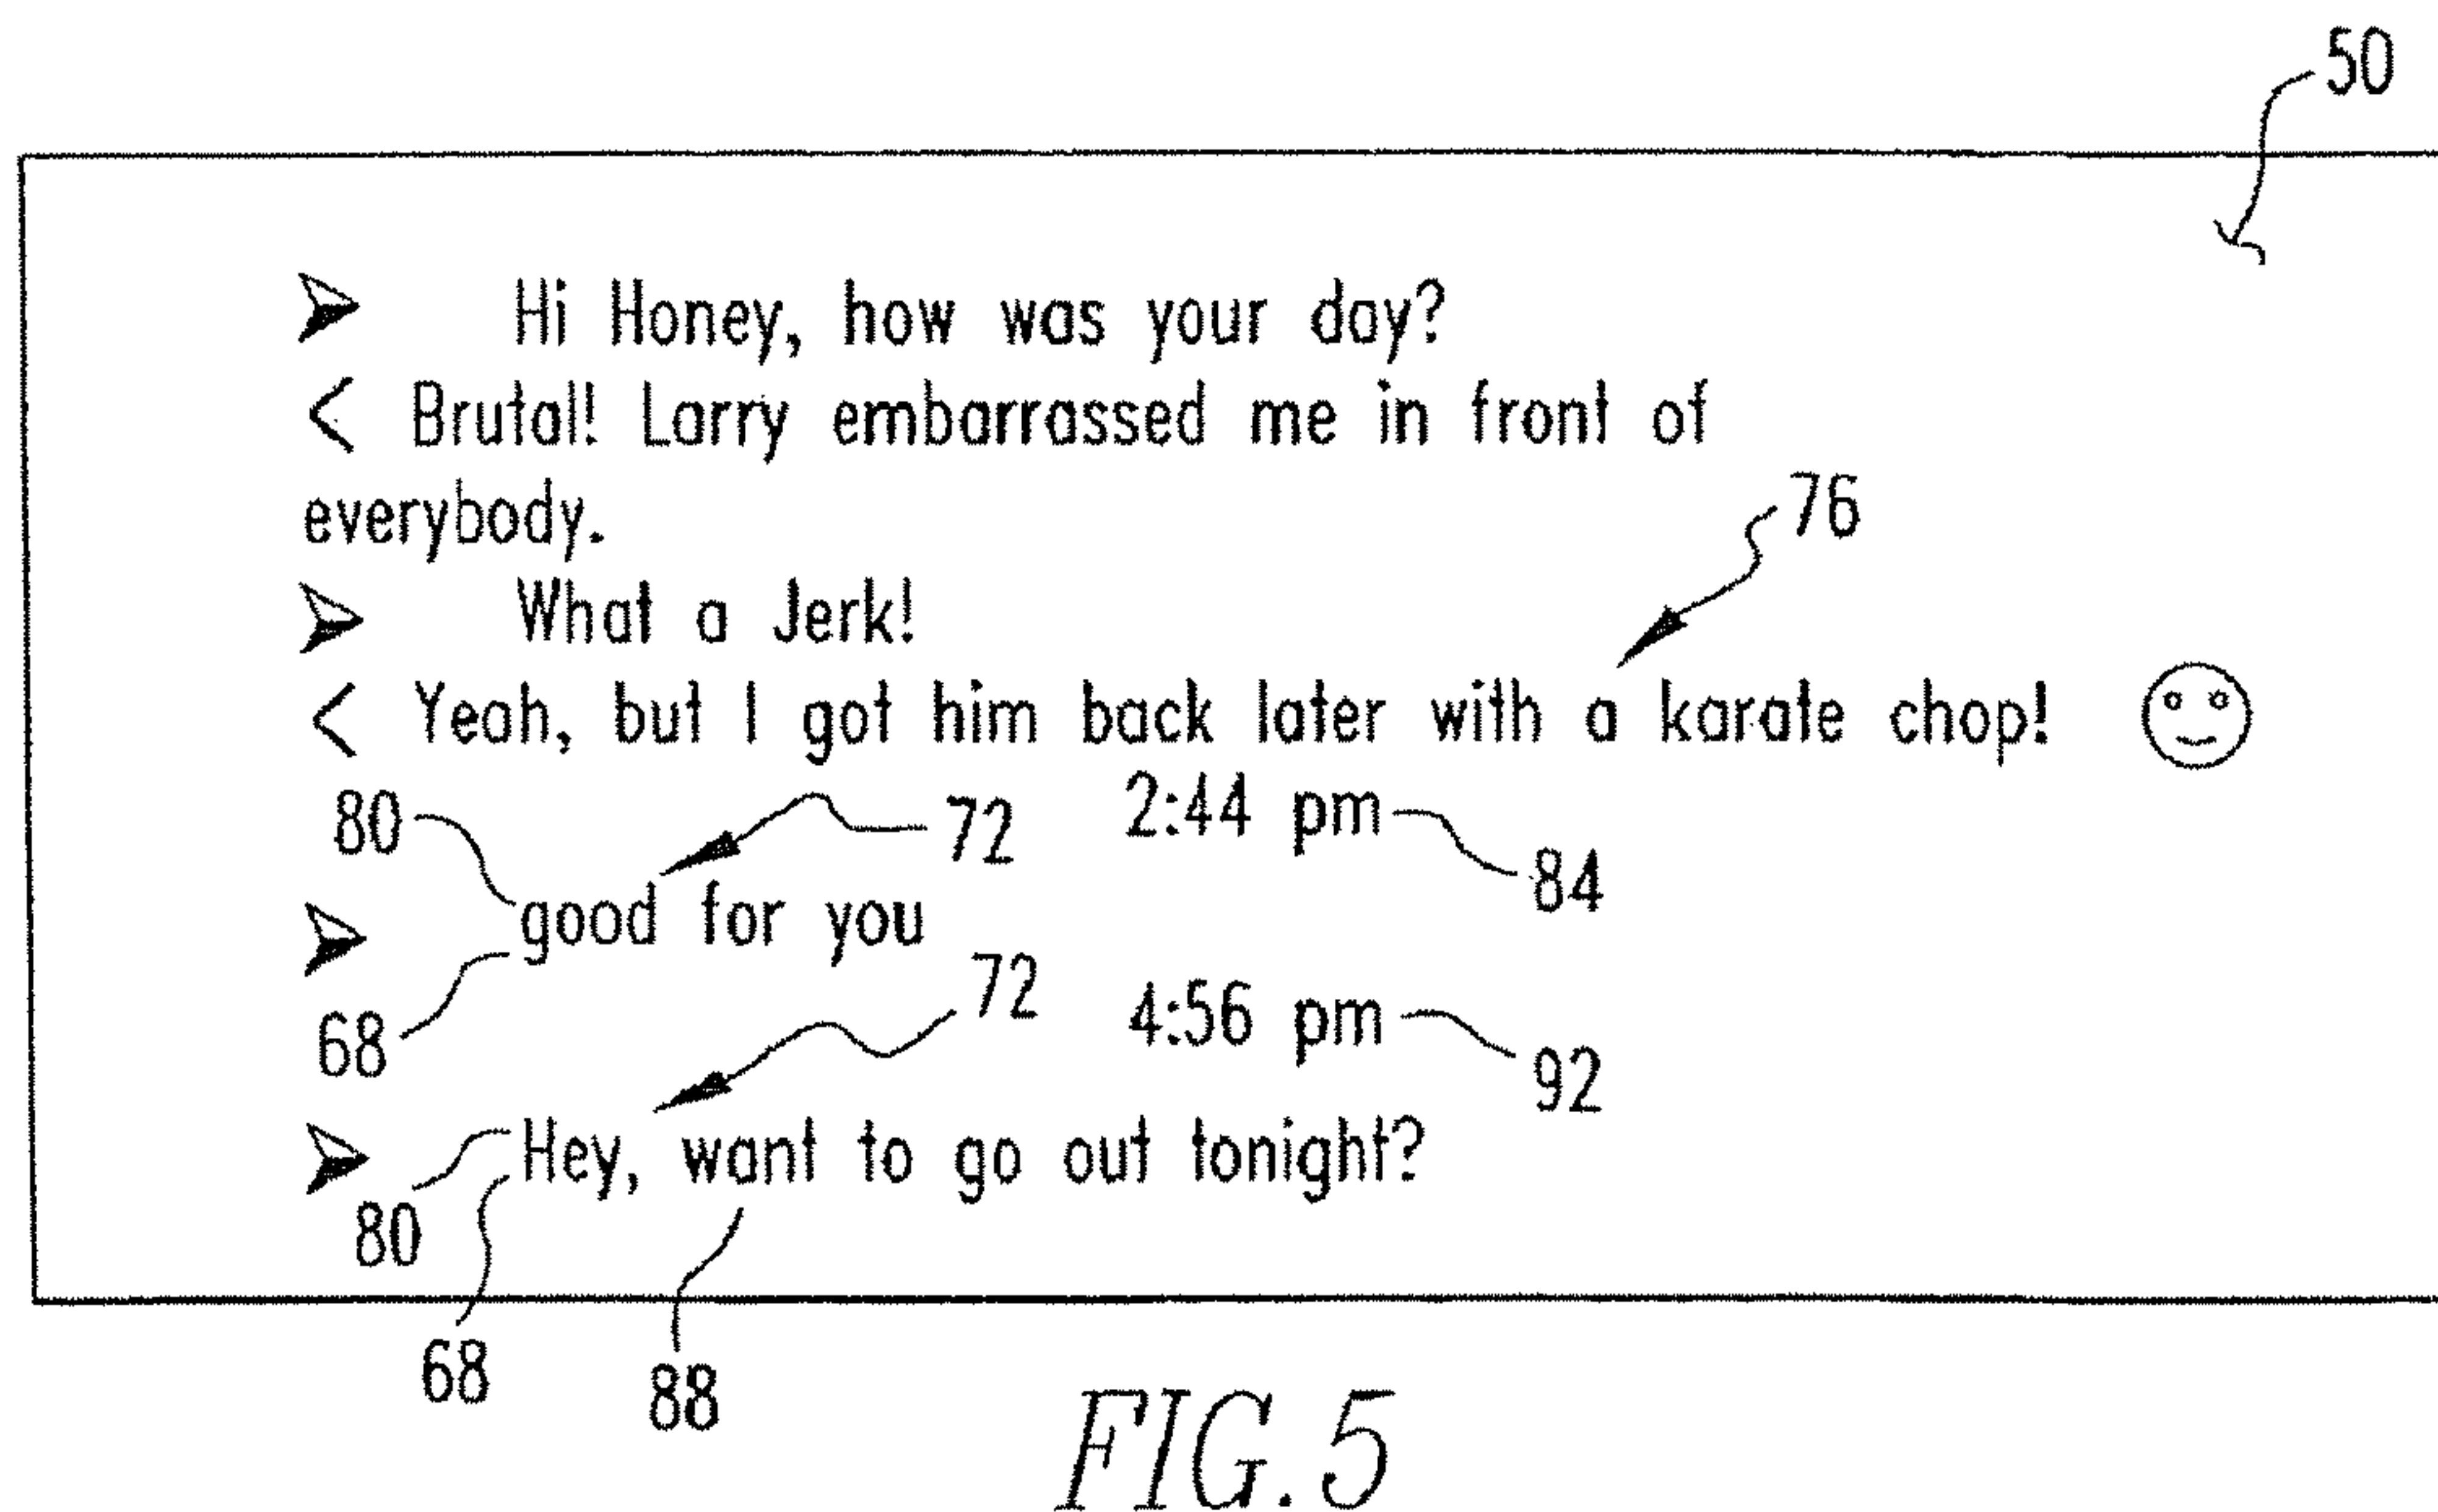 50
➢ Hi Honey, how was your day?
< Brutal! Larry embarrassed me in front of
everybody.
76
➢ What a Jerk!
< Yeah, but I got him back later with a karate chop!
80 72 2:44 pm 84
➢ good for you
68 72 4:56 pm 92
➢ Hey, want to go out tonight?
80
68 88
FIG. 5